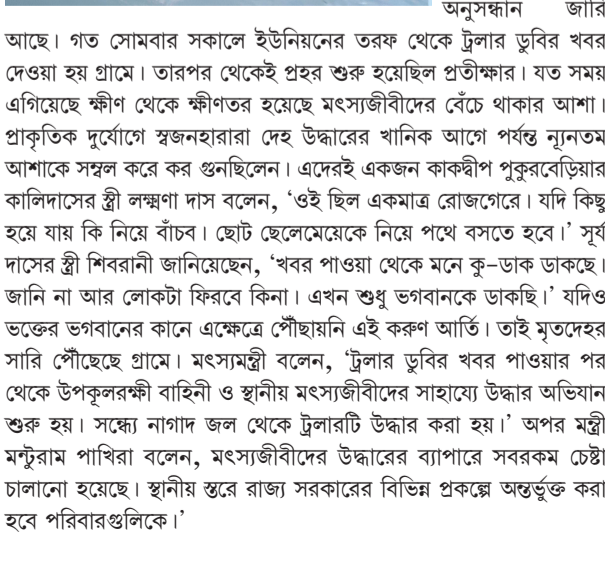 অনুসন্ধান জারি
আছে। গত সোমবার সকালে ইউনিয়নের তরফ থেকে ট্রলার ডুবির খবর
দেওয়া হয় গ্রামে। তারপর থেকেই প্রহর শুরু হয়েছিল প্রতীক্ষার। যত সময়
এগিয়েছে ক্ষীণ থেকে ক্ষীণতর হয়েছে মৎস্যজীবীদের বেঁচে থাকার আশা।
প্রাকৃতিক দুর্যোগে স্বজনহারারা দেহ উদ্ধারের খানিক আগে পর্যন্ত ন্যূনতম
আশাকে সম্বল করে কর গুনছিলেন। এদেরই একজন কাকদ্বীপ পুকুরবেড়িয়ার
কালিদাসের স্ত্রী লক্ষ্মণা দাস বলেন, ‘ওই ছিল একমাত্র রোজগেরে। যদি কিছু
হয়ে যায় কি নিয়ে বাঁচব। ছোট ছেলেমেয়েকে নিয়ে পথে বসতে হবে।’ সূর্য
দাসের স্ত্রী শিবরানী জানিয়েছেন, ‘খবর পাওয়া থেকে মনে কু-ডাক ডাকছে।
জানি না আর লোকটা ফিরবে কিনা। এখন শুধু ভগবানকে ডাকছি।’ যদিও
ভক্তের ভগবানের কানে এক্ষেত্রে পৌঁছায়নি এই করুণ আর্তি। তাই মৃতদেহর
সারি পৌঁছেছে গ্রামে। মৎস্যমন্ত্রী বলেন, ‘ট্রলার ডুবির খবর পাওয়ার পর
থেকে উপকূলরক্ষী বাহিনী ও স্থানীয় মৎস্যজীবীদের সাহায্যে উদ্ধার অভিযান
শুরু হয়। সন্ধ্যে নাগাদ জল থেকে ট্রলারটি উদ্ধার করা হয়।’ অপর মন্ত্রী
মন্টুরাম পাখিরা বলেন, মৎস্যজীবীদের উদ্ধারের ব্যাপারে সবরকম চেষ্টা
চালানো হয়েছে। স্থানীয় স্তরে রাজ্য সরকারের বিভিন্ন প্রকল্পে অন্তর্ভুক্ত করা
হবে পরিবারগুলিকে।’